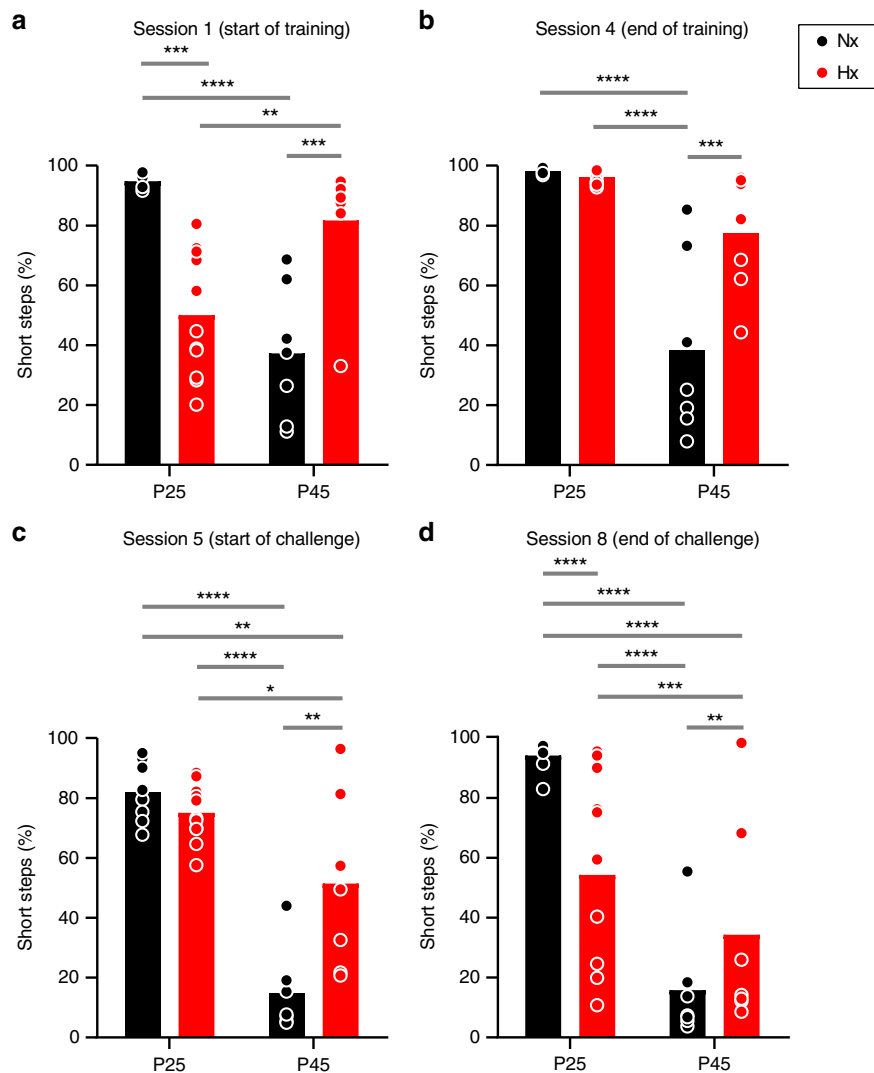 a
Session 1 (start of training)
***
****
**
***
Short steps (%)
100
80
60
40
20
0
P25
P45
b
Session 4 (end of training)
Nx
Hx
****
****
***
Short steps (%)
100
80
60
40
20
0
P25
P45
c
Session 5 (start of challenge)
****
**
****
*
**
Short steps (%)
100
80
60
40
20
0
P25
P45
d
Session 8 (end of challenge)
****
****
****
****
***
**
Short steps (%)
100
80
60
40
20
0
P25
P45